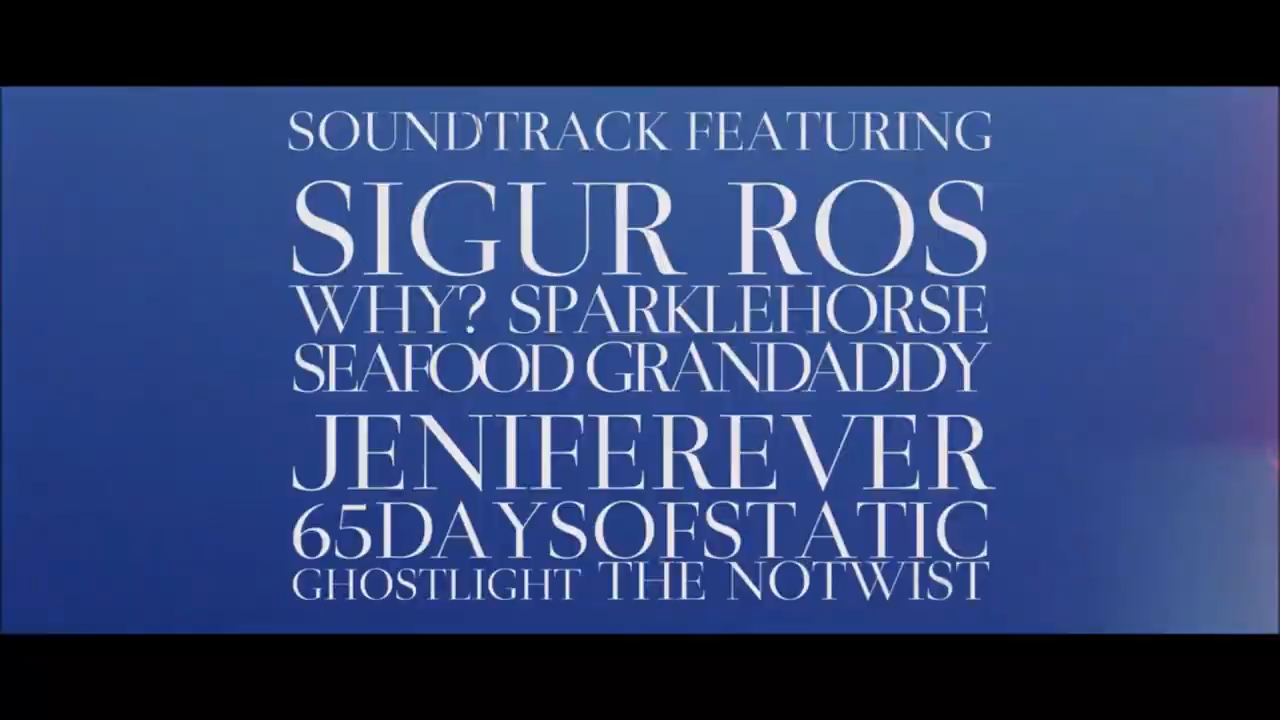 SOUNDTRACK FEATURING
SIGUR ROS
WHY? SPARKLEHORSE
SEAFOOD GRANDADDY
JENIFEREVER
65DAYSOFSTATIC
GHOSTLIGHT THE NOTWIST